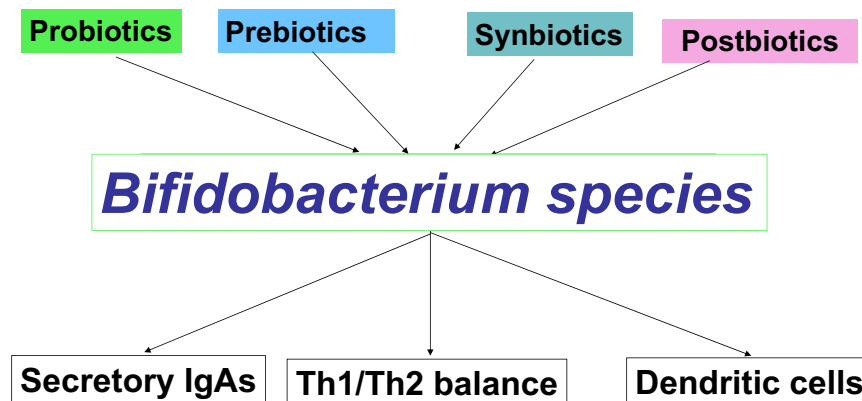 Probiotics
Prebiotics
Synbiotics
Postbiotics
Bifidobacterium species
Secretory IgAs
Th1/Th2 balance
Dendritic cells